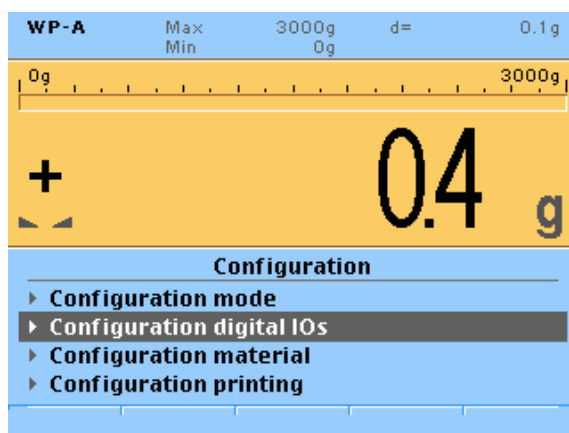 WP-A Max 3000g d= 0.1g
Min 0g
0g 3000g
+ 0.4 g
Configuration
Configuration mode
Configuration digital IOs
Configuration material
Configuration printing